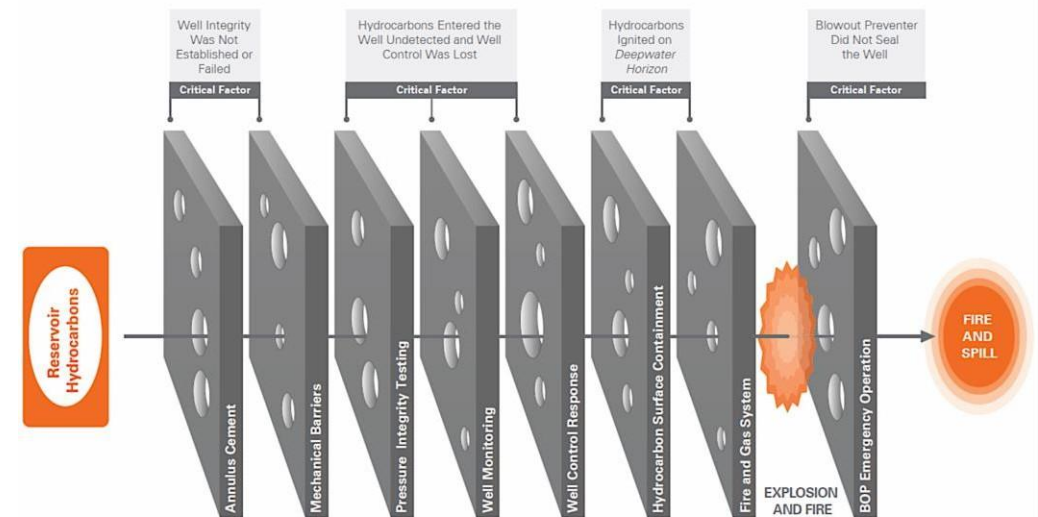 Well Integrity
Was Not
Established or
Failed
Critical Factor
Hydrocarbons Entered the
Well Undetected and Well
Control Was Lost
Critical Factor
Hydrocarbons
Ignited on
Deepwater
Horizon
Critical Factor
Blowout Preventer
Did Not Seal
the Well
Critical Factor
Reservoir
Hydrocarbons
Annulus Cement
Mechanical Barriers
Pressure Integrity Testing
Well Monitoring
Well Control Response
Hydrocarbon Surface Containment
Fire and Gas System
EXPLOSION
AND FIRE
BOP Emergency Operation
FIRE
AND
SPILL